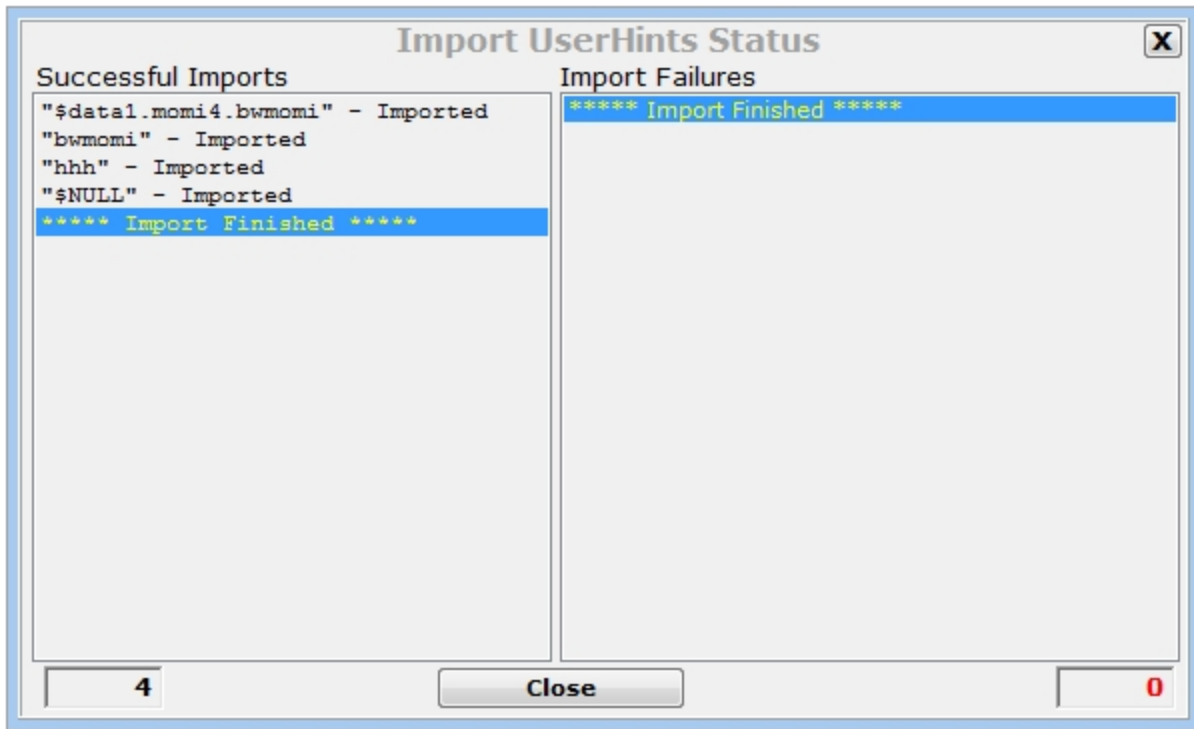 Import UserHints Status
X
Successful Imports
"$data1.momi4.bwmomi" - Imported
"bwmomi" - Imported
"hhh" - Imported
"$NULL" - Imported
***** Import Finished *****
Import Failures
***** Import Finished *****
4
Close
0